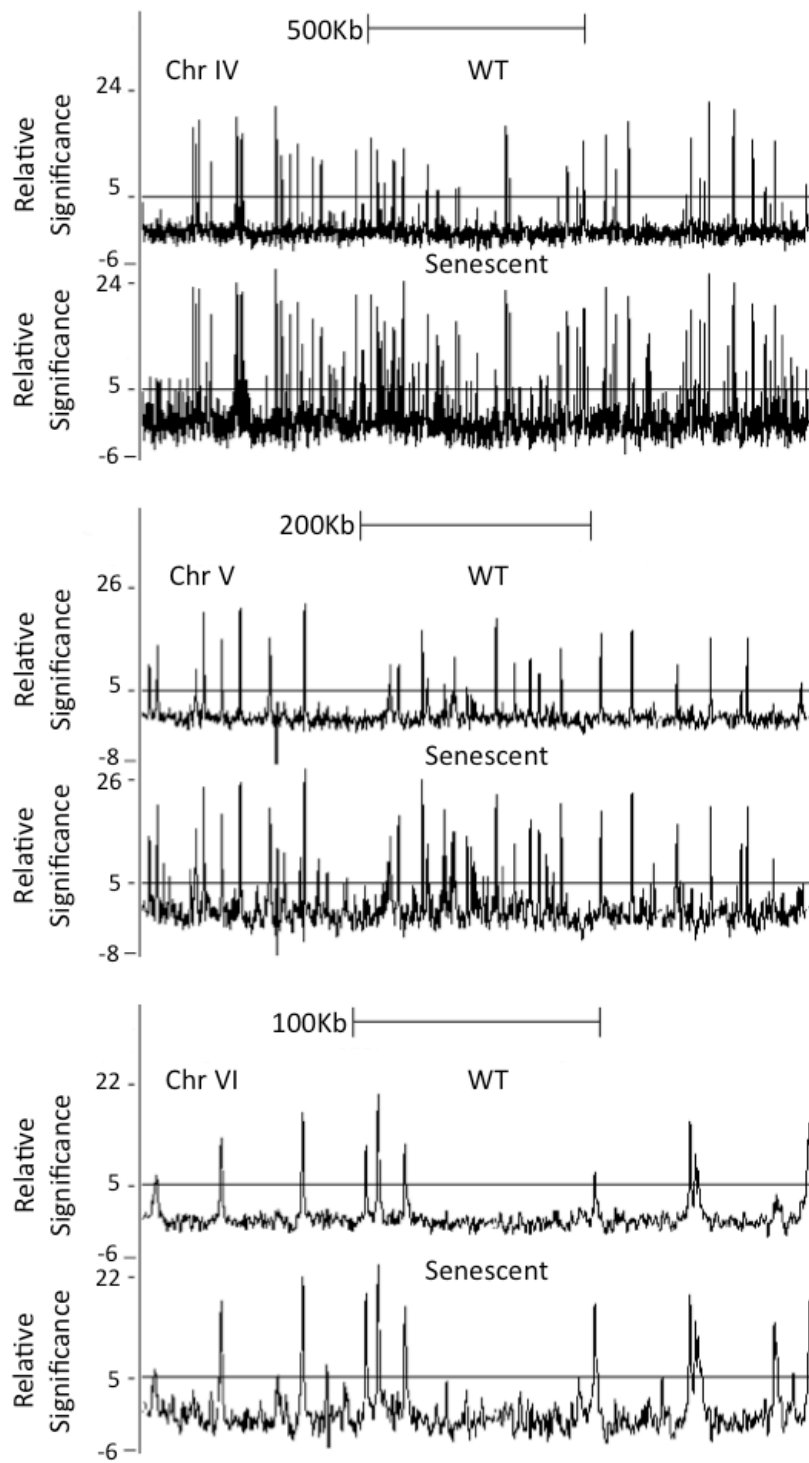 500Kb
Chr IV
WT
24
5
-6
Relative
Significance
Senescent
24
5
-6
Relative
Significance
200Kb
Chr V
WT
26
5
-8
Relative
Significance
Senescent
26
5
-8
Relative
Significance
100Kb
Chr VI
WT
22
5
-6
Relative
Significance
Senescent
22
5
-6
Relative
Significance